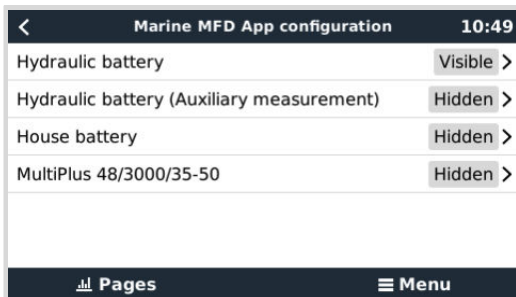 Marine MFD App configuration 10:49
Hydraulic battery Visible
Hydraulic battery (Auxiliary measurement) Hidden
House battery Hidden
MultiPlus 48/3000/35-50 Hidden
Pages Menu